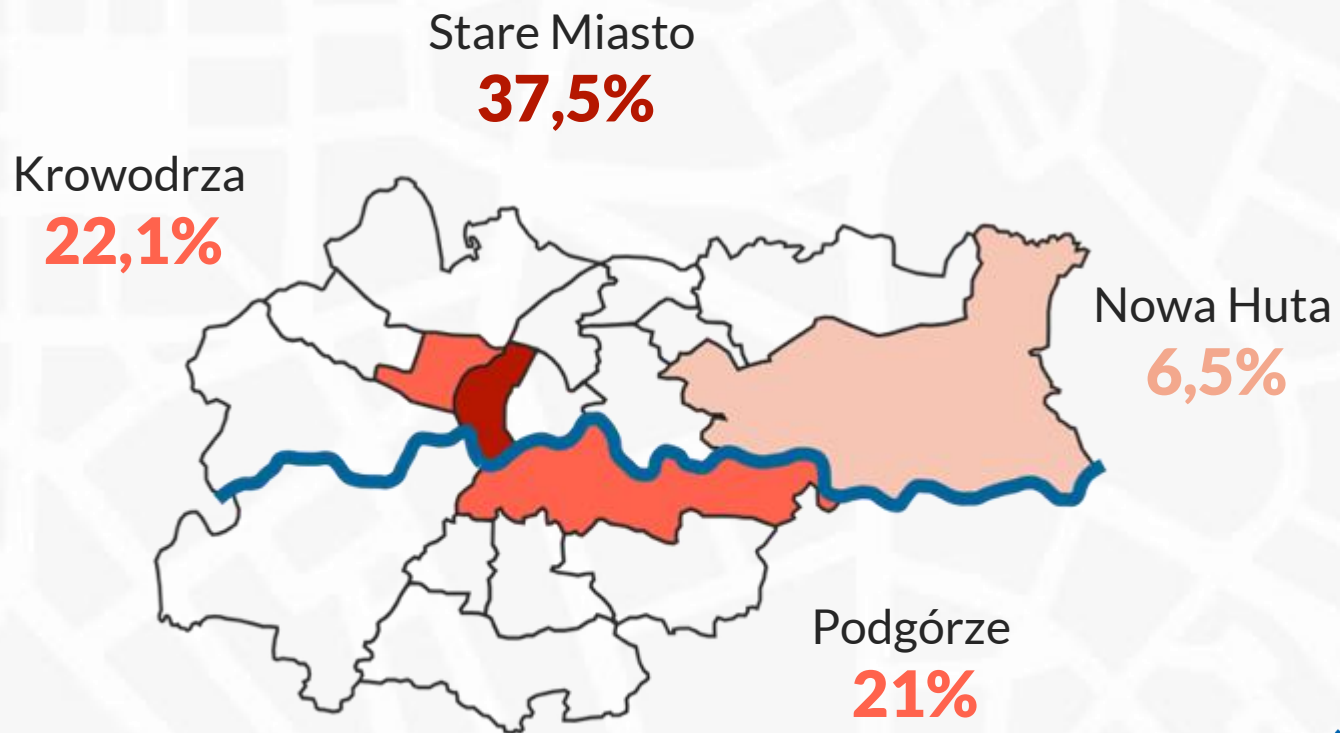 Stare Miasto
37,5%
Krowodrza
22,1%
Nowa Huta
6,5%
Podgórze
21%